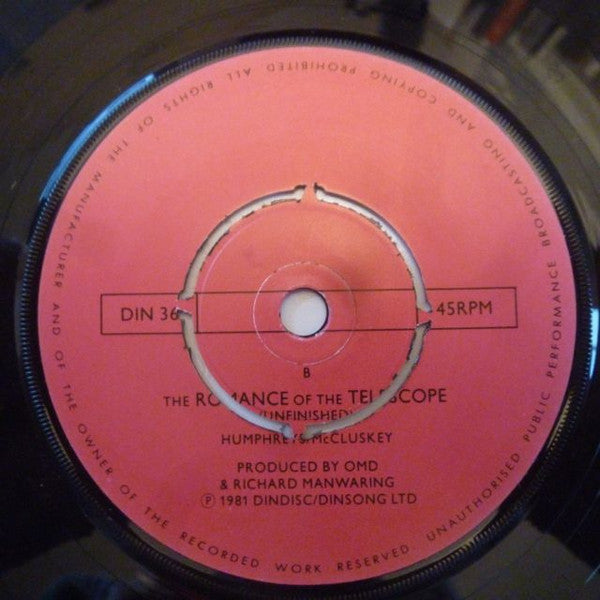 ALL RIGHTS OF THE MANUFACTURER AND OF THE OWNER OF THE RECORDED WORK RESERVED UNAUTHORISED PUBLIC PERFORMANCE BROADCASTING AND COPYING PROHIBITED
DIN 36
45RPM
B
THE ROMANCE OF THE TELESCOPE
(UNFINISHED)
HUMPHREYS/McCLUSKEY
PRODUCED BY OMD
& RICHARD MANWARING
℗ 1981 DINDISC/DINSONG LTD